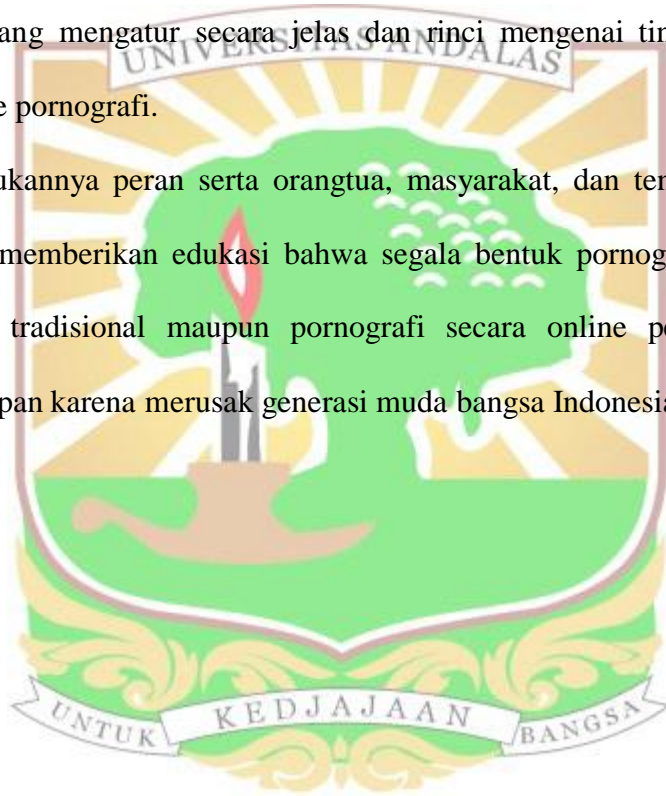 ang mengatur secara jelas dan rinci mengenai tin
UNIVERSITAS ANDALAS
e pornografi.
ukannya peran serta orangtua, masyarakat, dan ter
memberikan edukasi bahwa segala bentuk pornog
tradisional maupun pornografi secara online pe
pan karena merusak generasi muda bangsa Indonesia
UNTUK KEDJAJAAN BANGSA